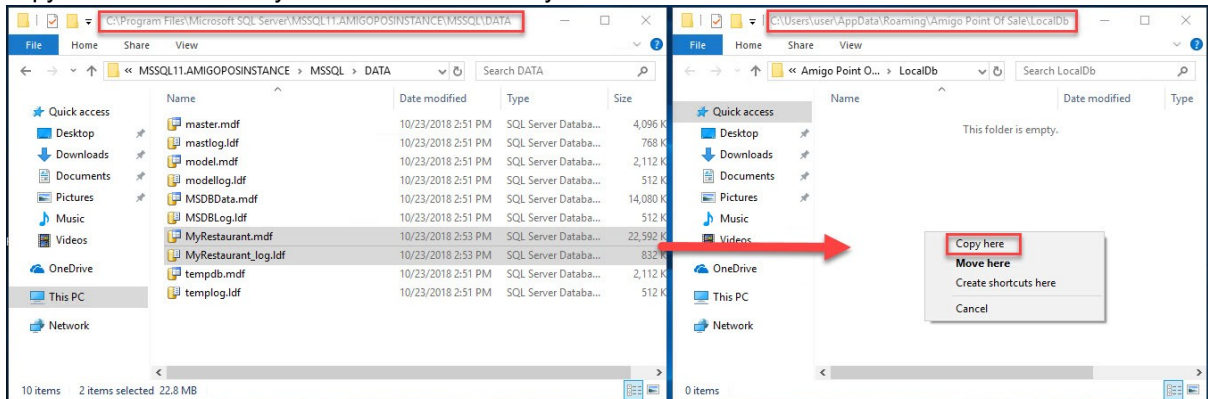 C:\Program Files\Microsoft SQL Server\MSSQL11.AMIGOPOSINSTANCE\MSSQL\DATA
File Home Share View
« MSSQL11.AMIGOPOSINSTANCE › MSSQL › DATA Search DATA
Name Date modified Type Size
Quick access
Desktop
Downloads
Documents
Pictures
Music
Videos
OneDrive
This PC
Network
master.mdf 10/23/2018 2:51 PM SQL Server Databa... 4,096 K
mastlog.ldf 10/23/2018 2:51 PM SQL Server Databa... 768 K
model.mdf 10/23/2018 2:51 PM SQL Server Databa... 2,112 K
modellog.ldf 10/23/2018 2:51 PM SQL Server Databa... 512 K
MSDBData.mdf 10/23/2018 2:51 PM SQL Server Databa... 14,080 K
MSDBLog.ldf 10/23/2018 2:51 PM SQL Server Databa... 512 K
MyRestaurant.mdf 10/23/2018 2:53 PM SQL Server Databa... 22,592 K
MyRestaurant_log.ldf 10/23/2018 2:53 PM SQL Server Databa... 832 K
tempdb.mdf 10/23/2018 2:51 PM SQL Server Databa... 2,112 K
templog.ldf 10/23/2018 2:51 PM SQL Server Databa... 512 K
10 items 2 items selected 22.8 MB
C:\Users\user\AppData\Roaming\Amigo Point Of Sale\LocalDb
File Home Share View
« Amigo Point O... › LocalDb Search LocalDb
Name Date modified Type
Quick access
Desktop
Downloads
Documents
Pictures
Music
Videos
OneDrive
This PC
Network
This folder is empty.
Copy here
Move here
Create shortcuts here
Cancel
0 items